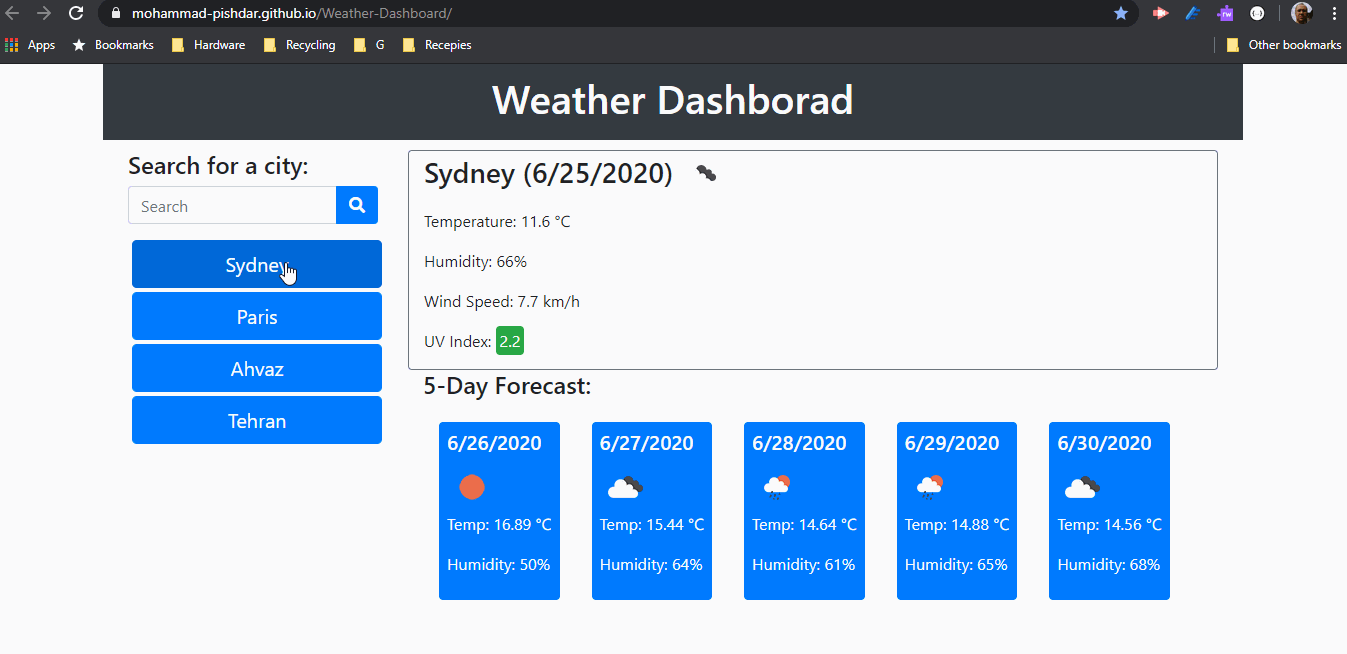 mohammad-pishdar.github.io/Weather-Dashboard/
Apps Bookmarks Hardware Recycling G Recepies Other bookmarks
Weather Dashborad
Search for a city:
Search
Sydney
Paris
Ahvaz
Tehran
Sydney (6/25/2020)
Temperature: 11.6 °C
Humidity: 66%
Wind Speed: 7.7 km/h
UV Index: 2.2
5-Day Forecast:
6/26/2020
Temp: 16.89 °C
Humidity: 50%
6/27/2020
Temp: 15.44 °C
Humidity: 64%
6/28/2020
Temp: 14.64 °C
Humidity: 61%
6/29/2020
Temp: 14.88 °C
Humidity: 65%
6/30/2020
Temp: 14.56 °C
Humidity: 68%